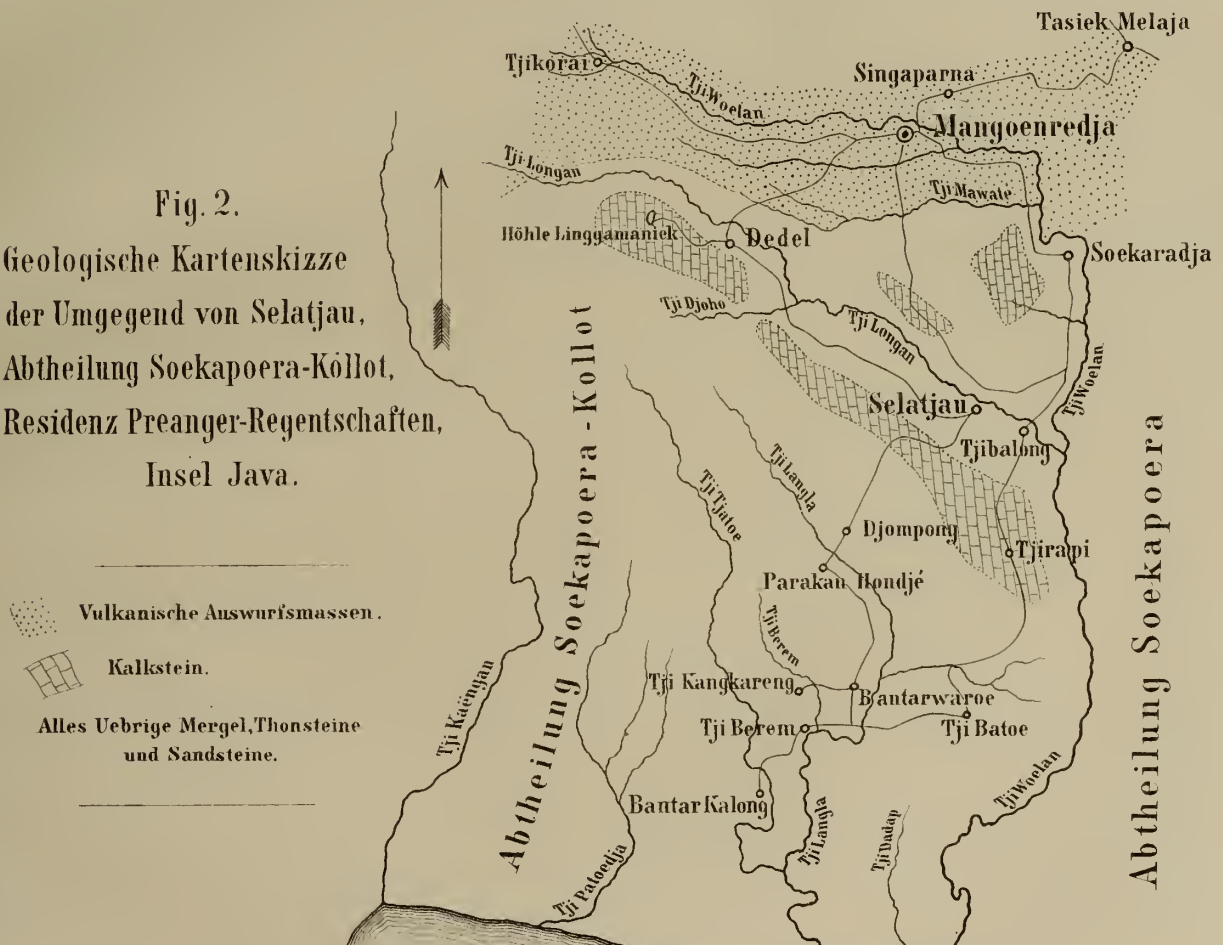 Fig. 2.
Geologische Kartenskizze
der Umgegend von Selatjau,
Abtheilung Soekapoera-Kollot,
Residenz Preanger-Regentschaften,
Insel Java.
Vulkanische Auswurfsmassen.
Kalkstein.
Alles Uebrige Mergel, Thonsteine
und Sandsteine.
Tasiek Melaja
Tjikorai
Singaparna
Tji Woelan
Mangoenredja
Tji Longan
Tji Mawate
Höhle Linggamaniek
Dedel
Soekaradja
Tji Djoho
Tji Longan
Tji Woelan
Selatjau
Tjibalong
Tji Langla
Tji Tjatoe
Djompong
Tjirapi
Parakan Hondjé
Tji Berem
Abtheilung Soekapoera-Kollot
Abtheilung Soekapoera
Tji Kaëngan
Tji Kangkareng
Bantarwaroe
Tji Berem
Tji Batoe
Bantar Kalong
Tji Woelan
Tji Langla
Tji Dadap
Tji Patoedja